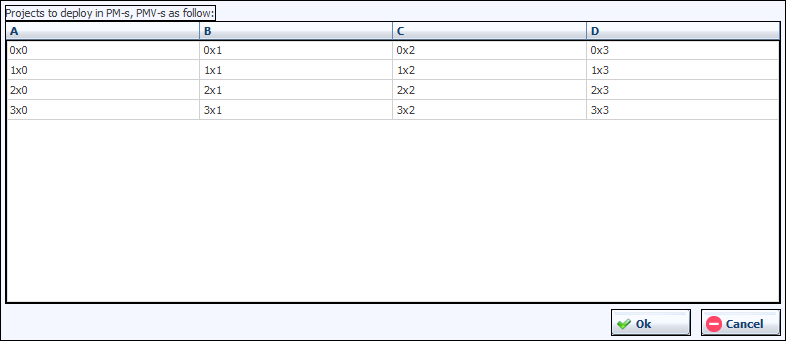 Projects to deploy in PM-s, PMV-s as follow:
A B C D
0x0 0x1 0x2 0x3
1x0 1x1 1x2 1x3
2x0 2x1 2x2 2x3
3x0 3x1 3x2 3x3
Ok Cancel